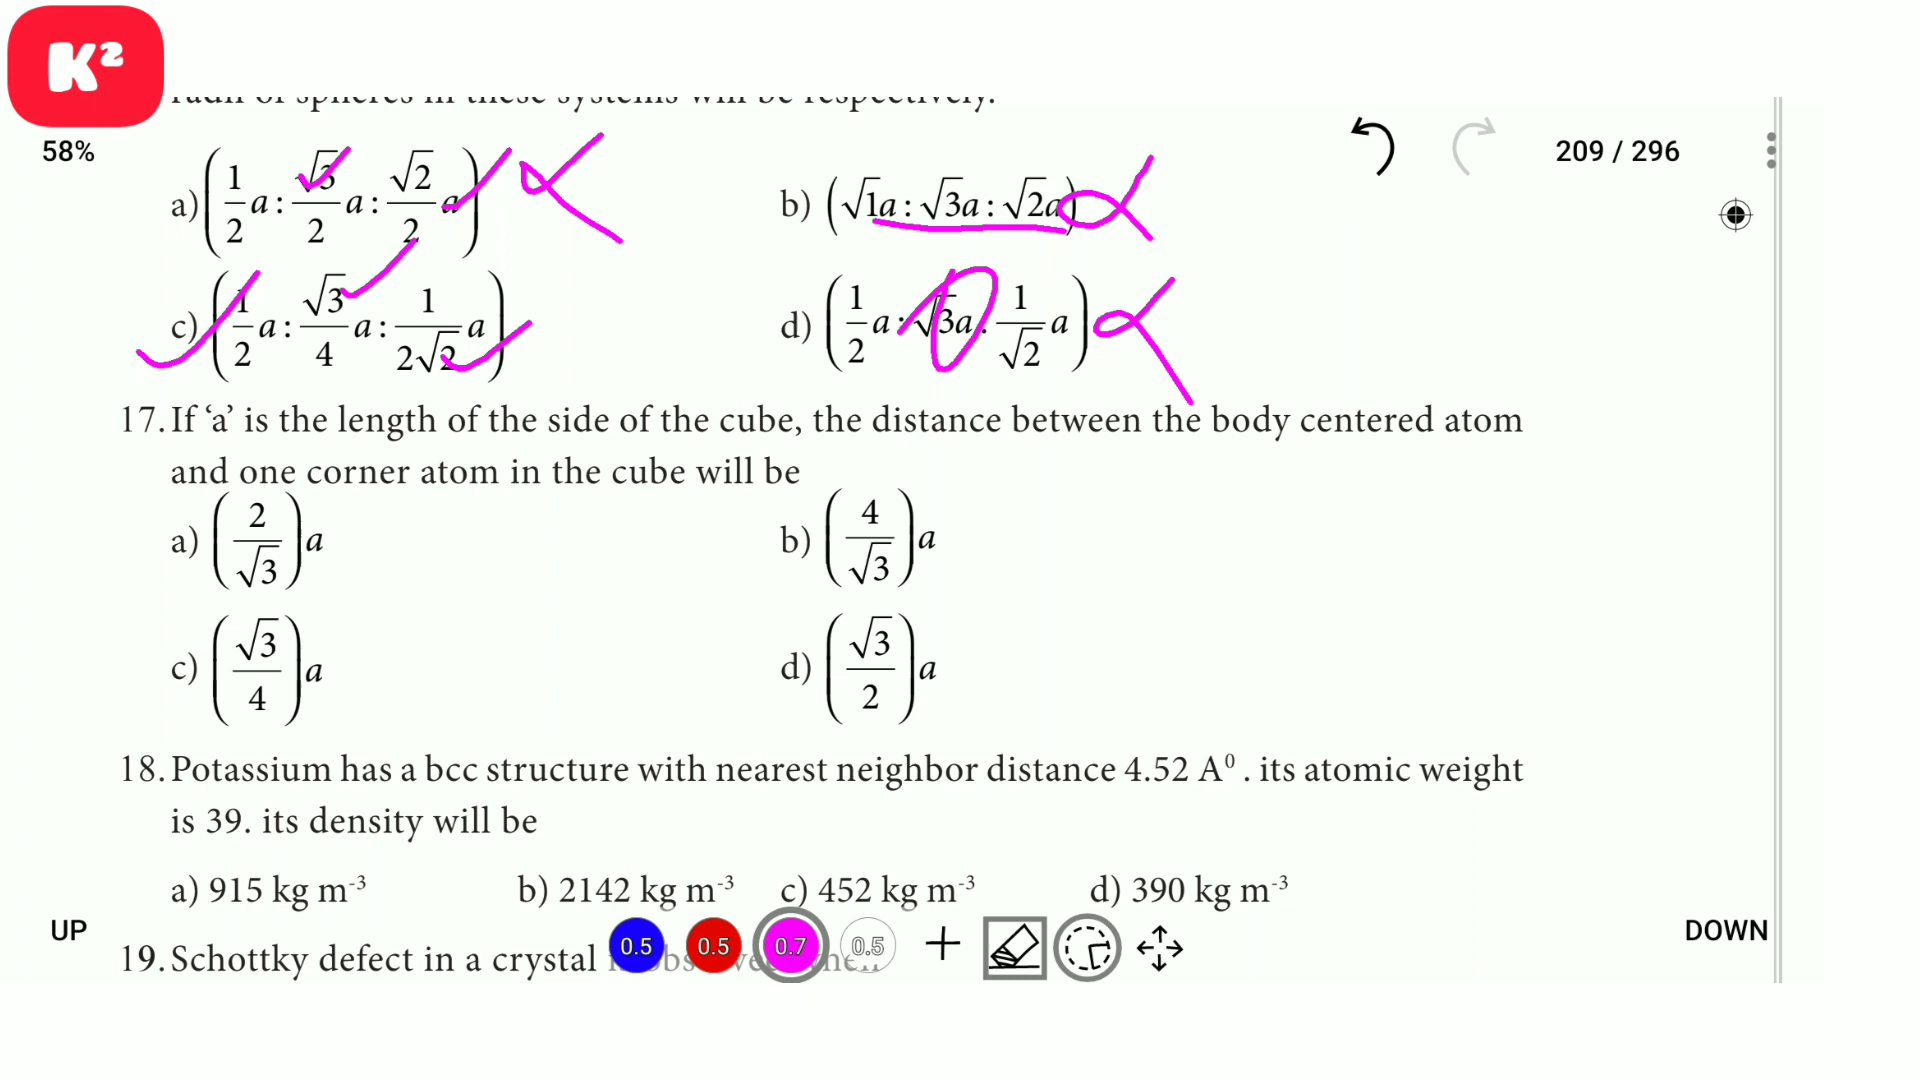 K²
radii of spheres in these systems will be respectively.
58%
209 / 296
a) (1/2 a : √3/2 a : √2/2 a)
b) (√1a : √3a : √2a)
c) (1/2 a : √3/4 a : 1/2√2 a)
d) (1/2 a : √3a : 1/√2 a)
17. If ‘a’ is the length of the side of the cube, the distance between the body centered atom
and one corner atom in the cube will be
a) (2/√3) a
b) (4/√3) a
c) (√3/4) a
d) (√3/2) a
18. Potassium has a bcc structure with nearest neighbor distance 4.52 A⁰ . its atomic weight
is 39. its density will be
a) 915 kg m⁻³ b) 2142 kg m⁻³ c) 452 kg m⁻³ d) 390 kg m⁻³
UP
DOWN
19. Schottky defect in a crystal
0.5 0.5 0.7 0.5